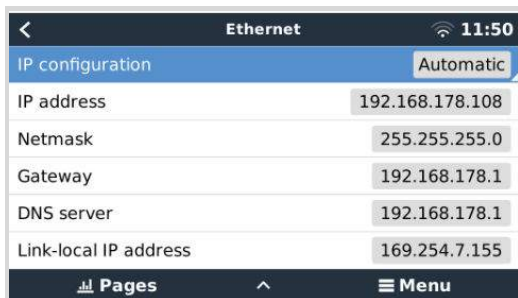 Ethernet 11:50
IP configuration Automatic
IP address 192.168.178.108
Netmask 255.255.255.0
Gateway 192.168.178.1
DNS server 192.168.178.1
Link-local IP address 169.254.7.155
Pages Menu